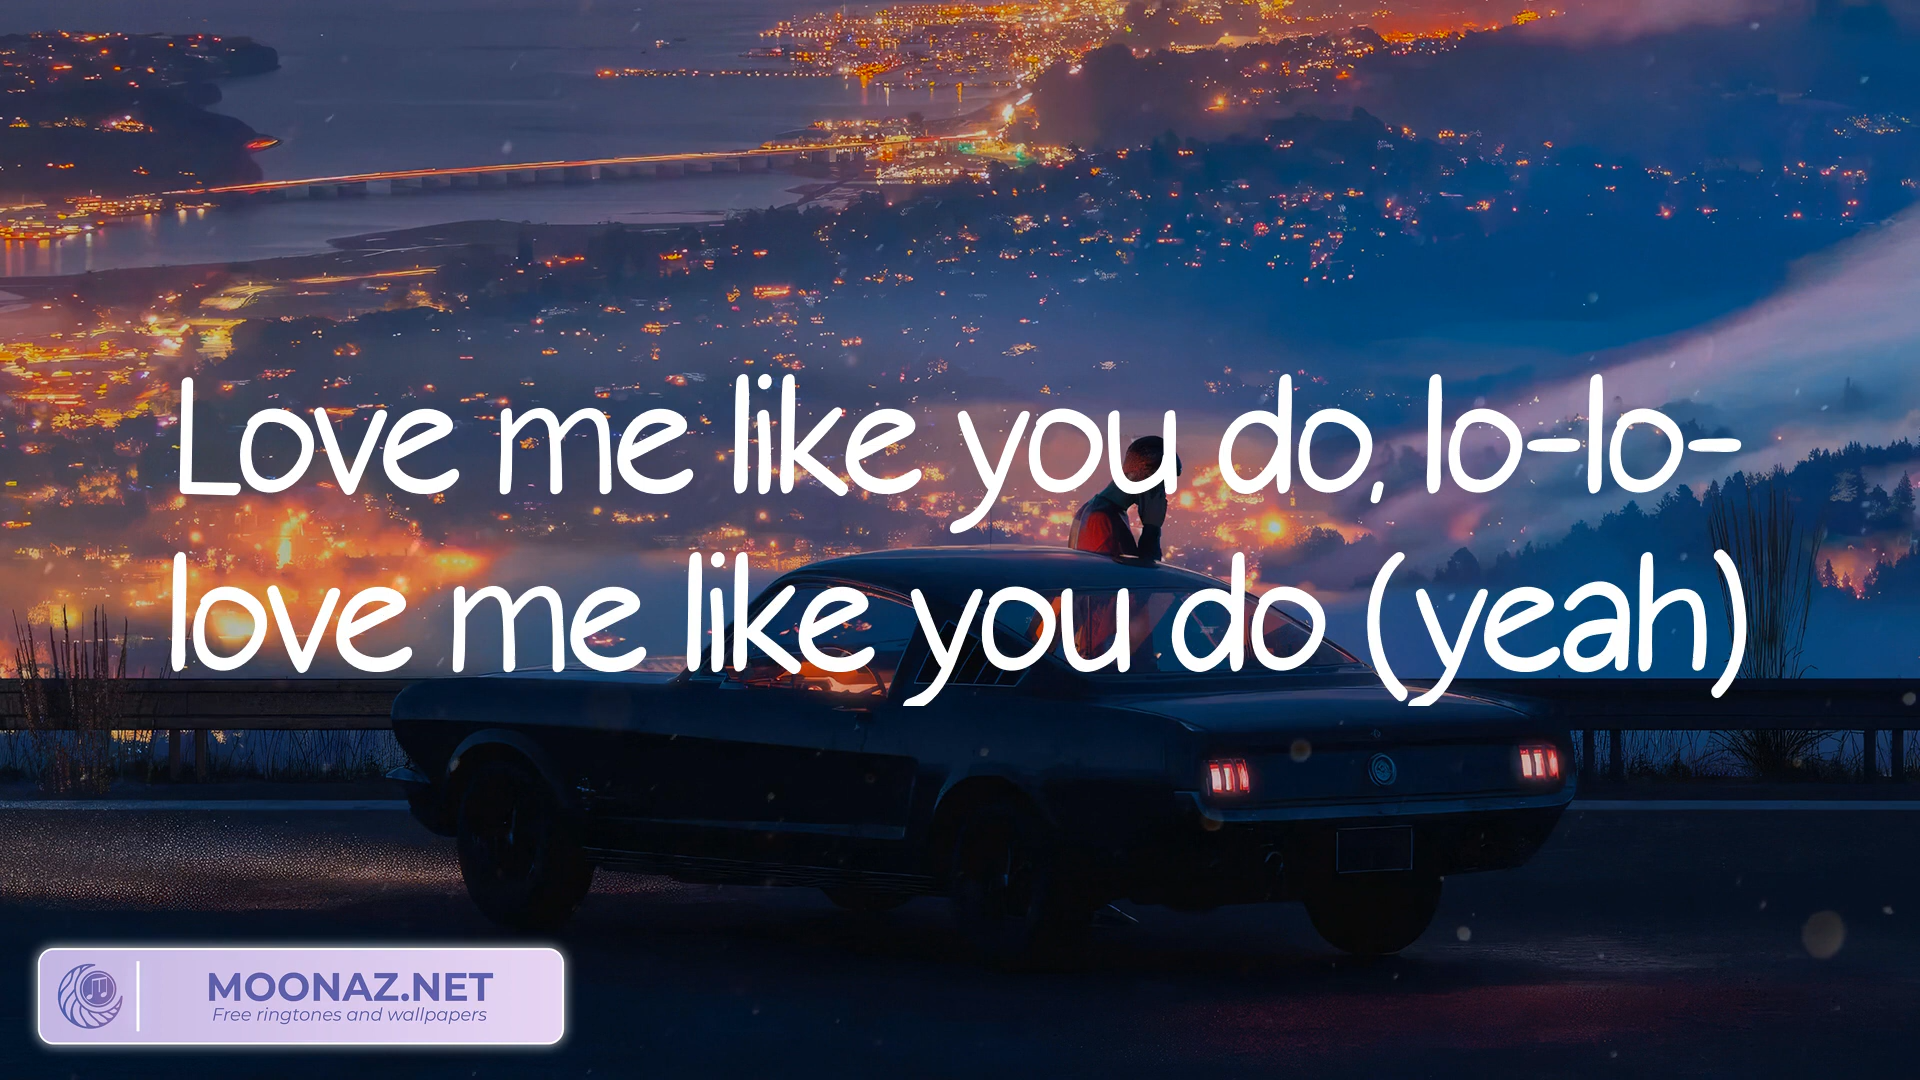 Love me like you do, lo-lo-
love me like you do (yeah)
MOONAZ.NET
Free ringtones and wallpapers